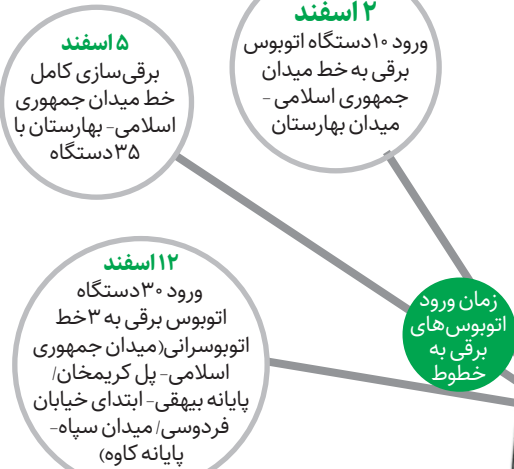 ۲ اسفند
ورود ۱۰دستگاه اتوبوس
برقی به خط میدان
جمهوری اسلامی -
میدان بهارستان
۵ اسفند
برقی‌سازی کامل
خط میدان جمهوری
اسلامی- بهارستان با
۳۵دستگاه
۱۲ اسفند
ورود ۳۰دستگاه
اتوبوس برقی به ۳خط
اتوبوسرانی(میدان جمهوری
اسلامی- پل کریمخان/
پایانه بیهقی- ابتدای خیابان
فردوسی/ میدان سپاه-
پایانه کاوه)
زمان ورود
اتوبوس‌های
برقی به
خطوط